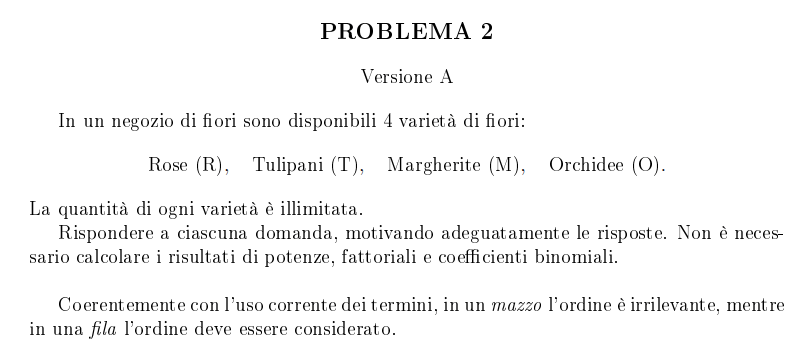 PROBLEMA 2
Versione A
In un negozio di fiori sono disponibili 4 varietà di fiori:
Rose (R), Tulipani (T), Margherite (M), Orchidee (O).
La quantità di ogni varietà è illimitata.
Rispondere a ciascuna domanda, motivando adeguatamente le risposte. Non è neces-
sario calcolare i risultati di potenze, fattoriali e coefficienti binomiali.
Coerentemente con l'uso corrente dei termini, in un mazzo l'ordine è irrilevante, mentre
in una fila l'ordine deve essere considerato.